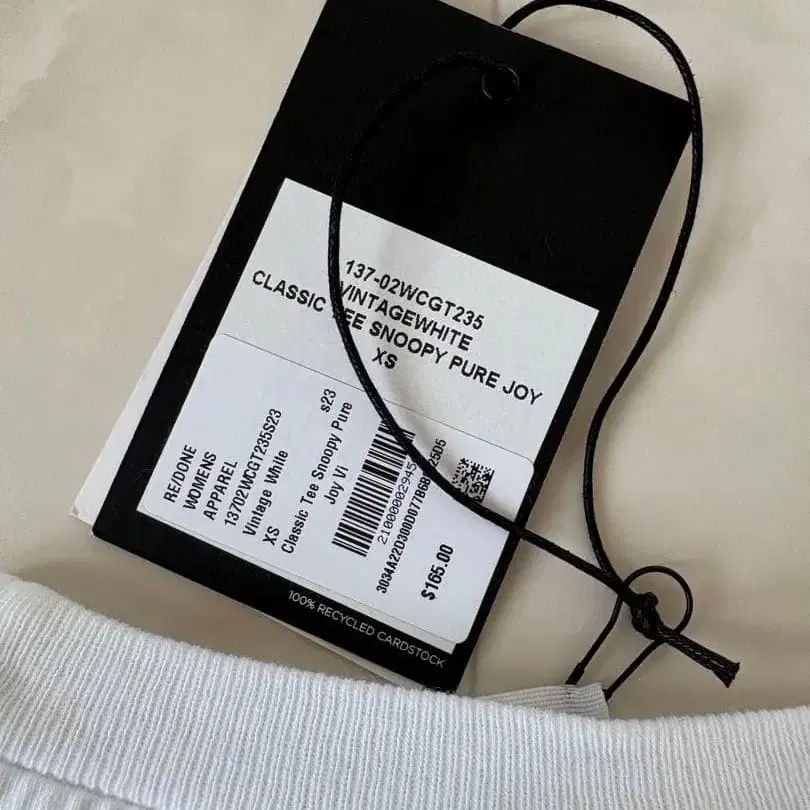 137-02WCGT235
VINTAGEWHITE
CLASSIC TEE SNOOPY PURE JOY
XS
RE/DONE
WOMENS
APPAREL
13702WCGT235S23
Vintage White
XS s23
Classic Tee Snoopy Pure
Joy Vi
$165.00
100% RECYCLED CARDSTOCK